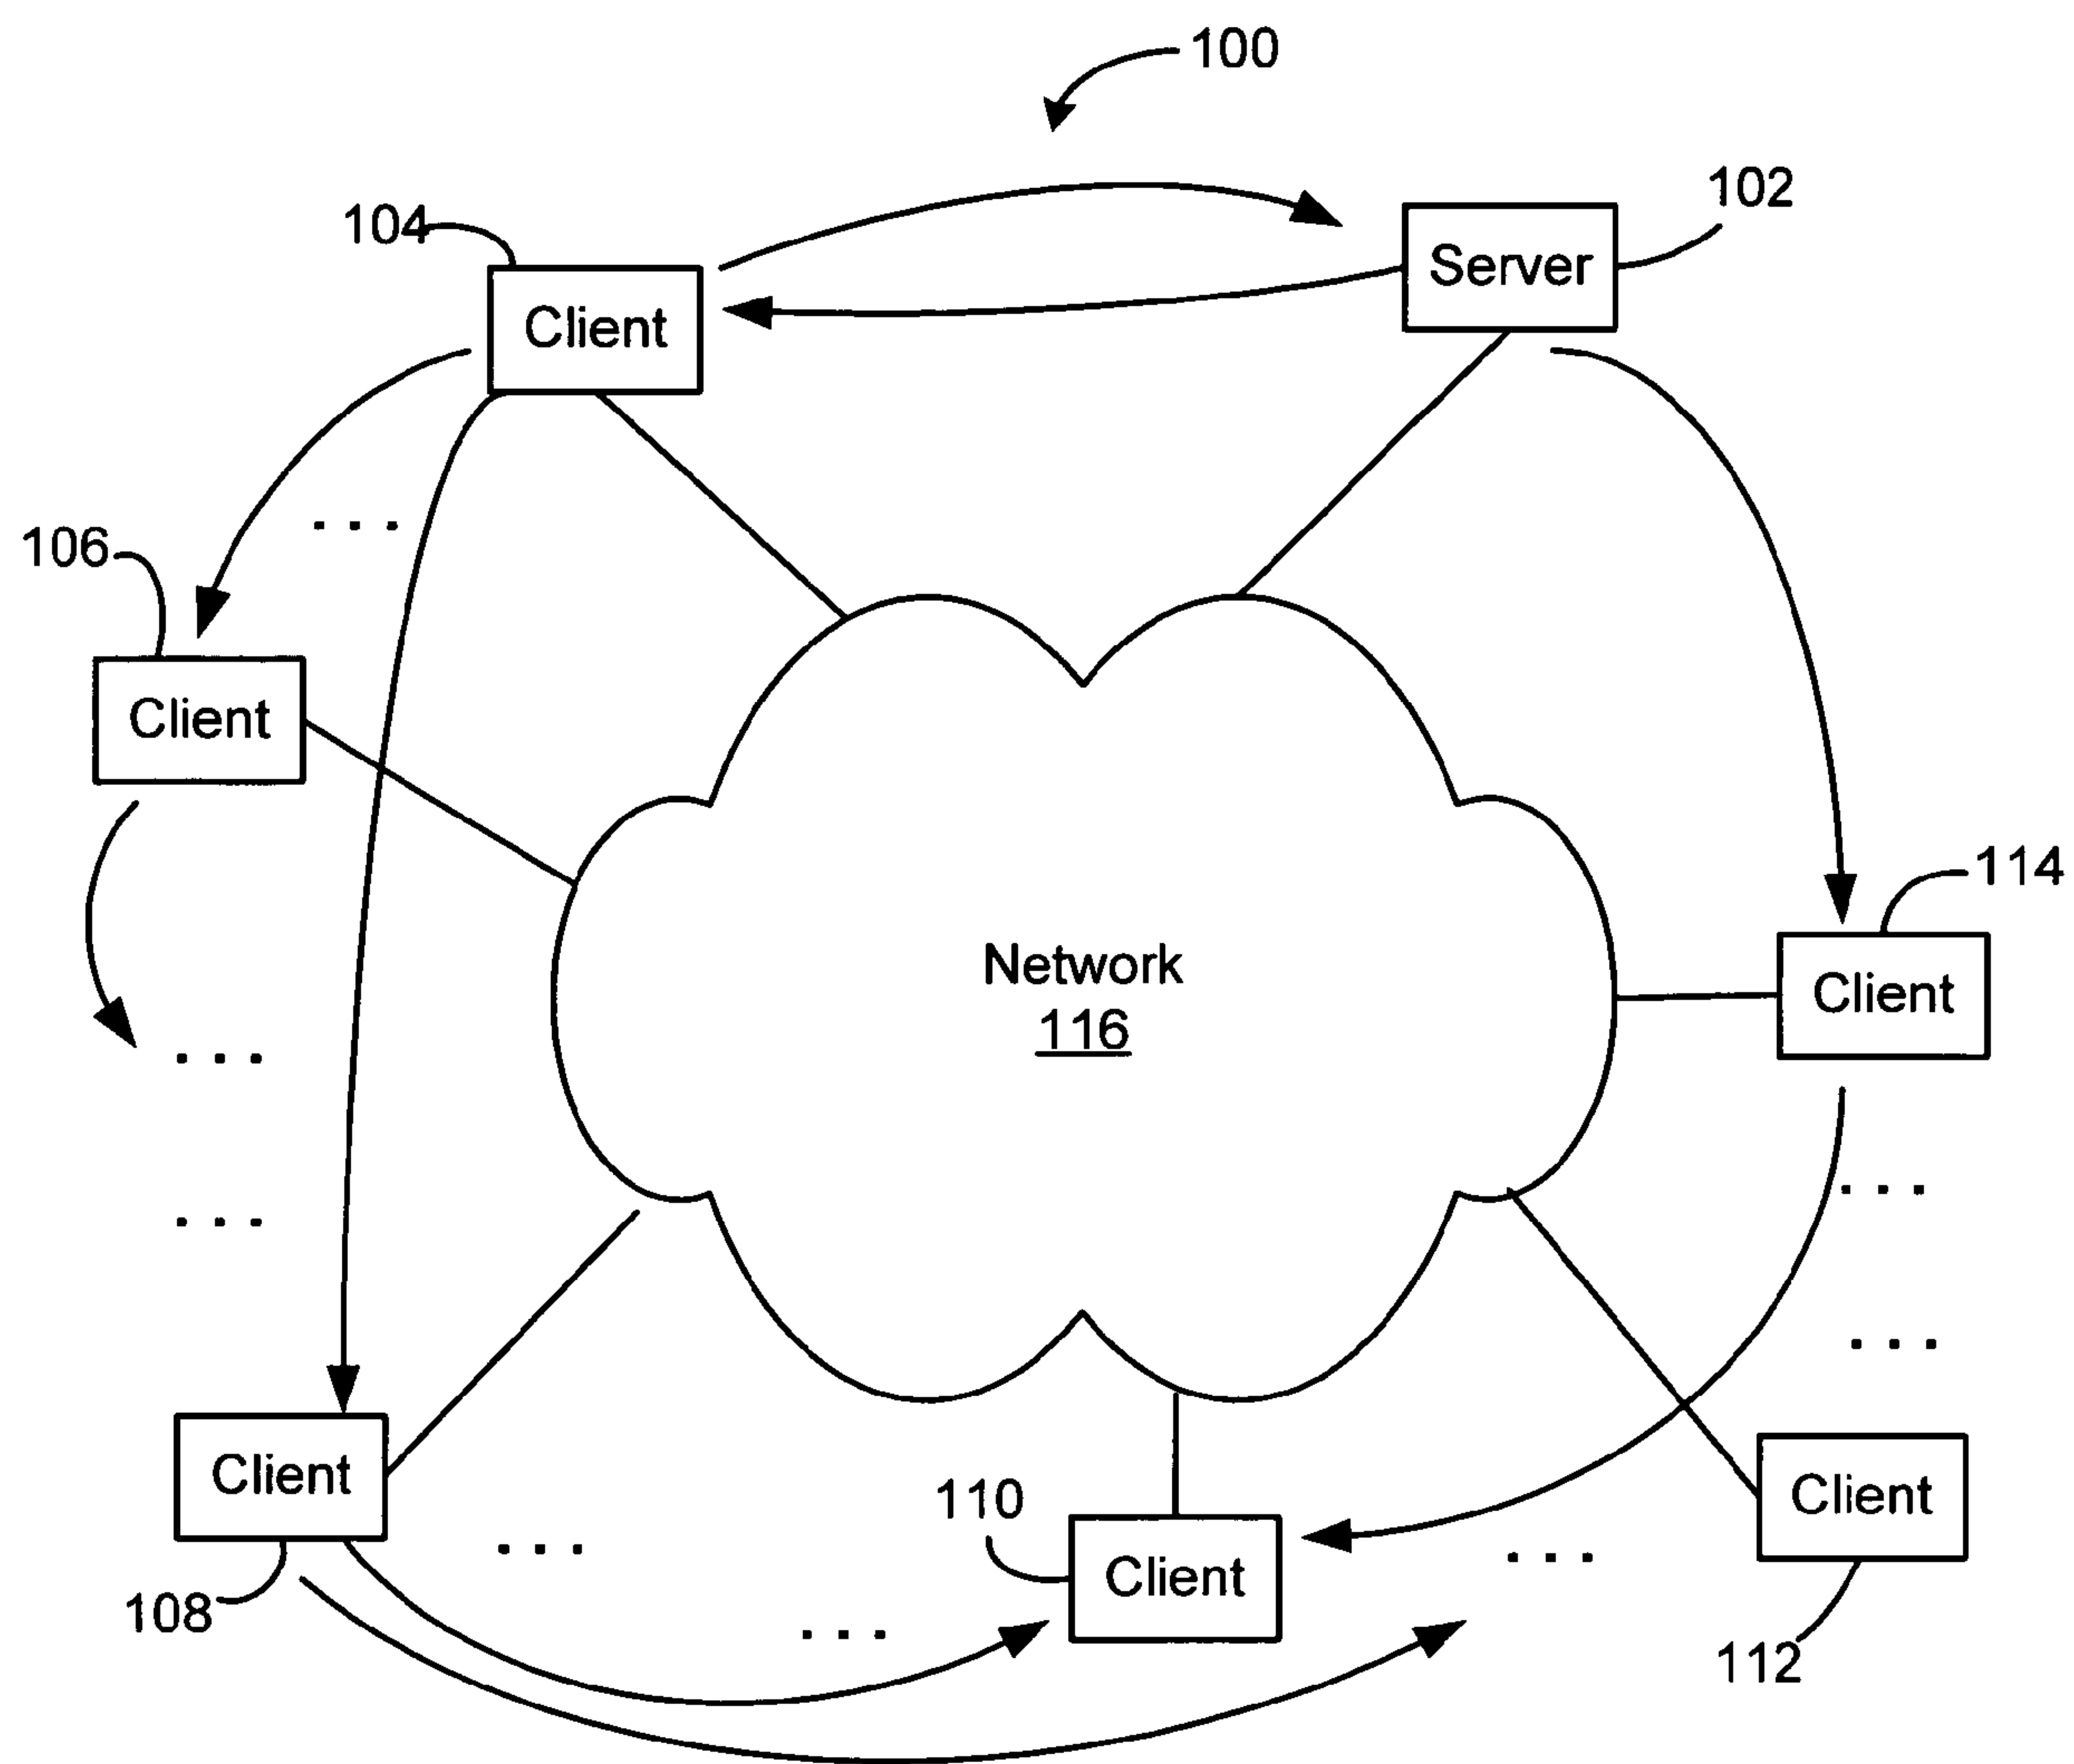 100
102
104
Server
Client
106
Client
114
Network
Client
116
. . .
. . .
. . .
. . .
. . .
Client
110
Client
Client
. . .
. . .
108
. . .
112